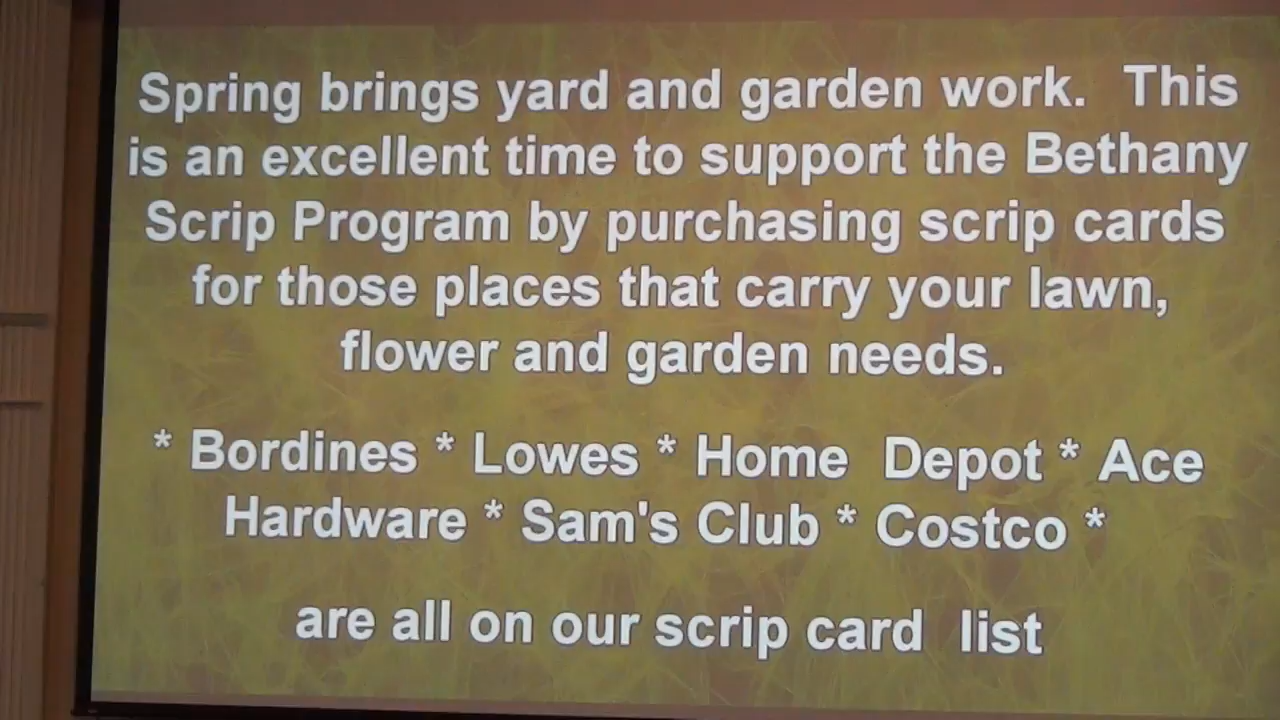 Spring brings yard and garden work. This
is an excellent time to support the Bethany
Scrip Program by purchasing scrip cards
for those places that carry your lawn,
flower and garden needs.
* Bordines * Lowes * Home Depot * Ace
Hardware * Sam's Club * Costco *
are all on our scrip card list